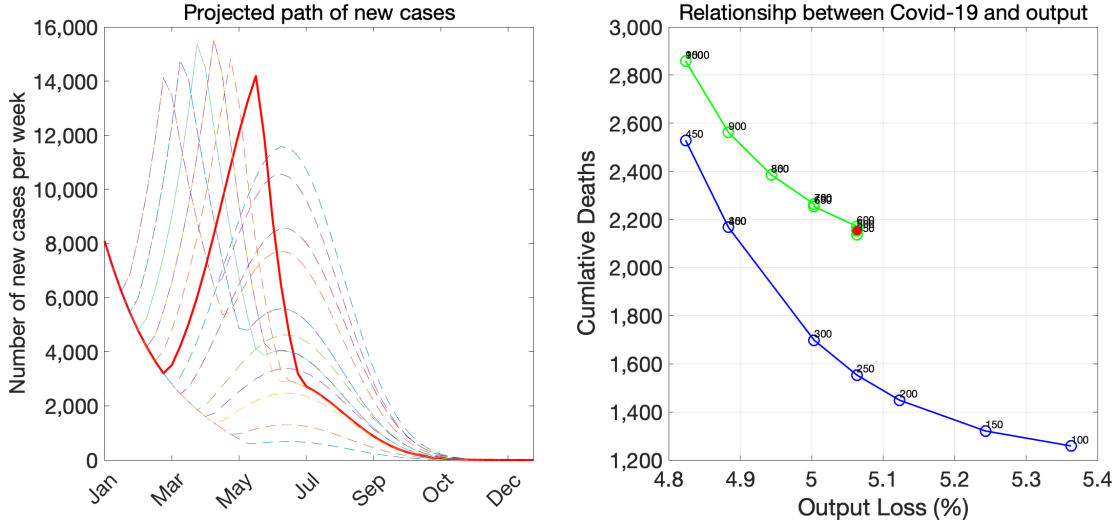 Projected path of new cases
Number of new cases per week
16,000
14,000
12,000
10,000
8,000
6,000
4,000
2,000
0
Jan
Mar
May
Jul
Sep
Oct
Dec
Relationsihp between Covid-19 and output
Cumlative Deaths
3,000
2,800
2,600
2,400
2,200
2,000
1,800
1,600
1,400
1,200
900
600
450
300
250
200
150
100
4.8
4.9
5
5.1
5.2
5.3
5.4
Output Loss (%)